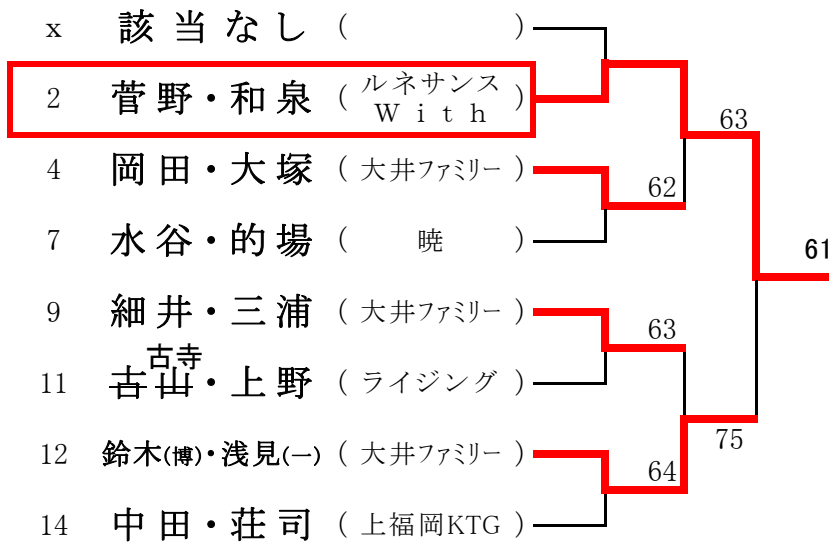 x 該当なし ( )
2 菅野・和泉 ( ルネサンス With )
63
4 岡田・大塚 ( 大井ファミリー )
62
7 水谷・的場 ( 暁 )
61
9 細井・三浦 ( 大井ファミリー )
63
古寺
11 古山・上野 ( ライジング )
75
12 鈴木(博)・浅見(一) ( 大井ファミリー )
64
14 中田・荘司 ( 上福岡KTG )